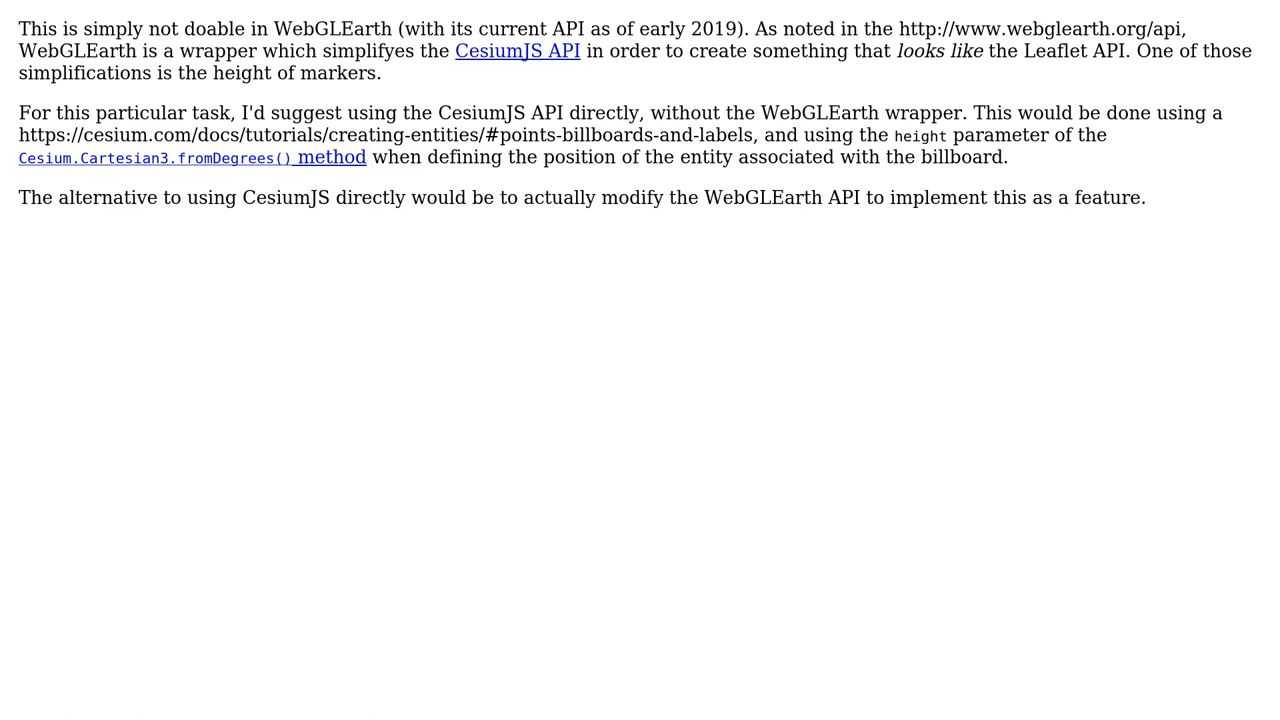 This is simply not doable in WebGLEarth (with its current API as of early 2019). As noted in the http://www.webglearth.org/api,
WebGLEarth is a wrapper which simplifyes the CesiumJS API in order to create something that looks like the Leaflet API. One of those
simplifications is the height of markers.
For this particular task, I'd suggest using the CesiumJS API directly, without the WebGLEarth wrapper. This would be done using a
https://cesium.com/docs/tutorials/creating-entities/#points-billboards-and-labels, and using the height parameter of the
Cesium.Cartesian3.fromDegrees() method when defining the position of the entity associated with the billboard.
The alternative to using CesiumJS directly would be to actually modify the WebGLEarth API to implement this as a feature.